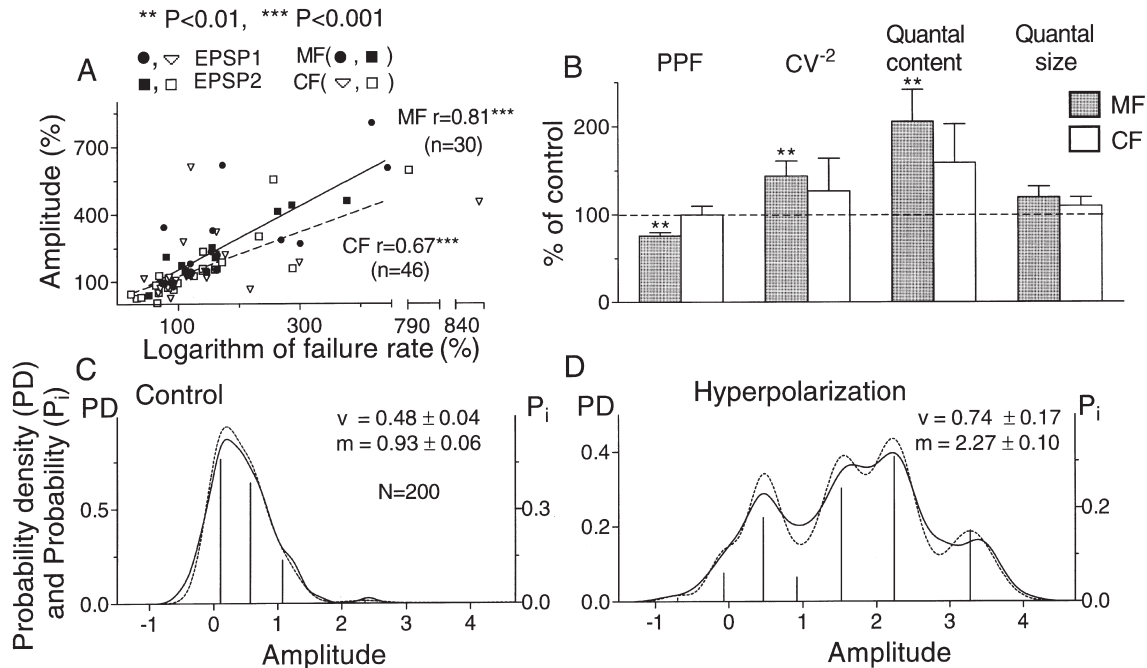 ** P<0.01, *** P<0.001
A
EPSP1 MF( , )
EPSP2 CF( , )
Amplitude (%)
700
400
100
MF r=0.81***
(n=30)
CF r=0.67***
(n=46)
100 300 790 840
Logarithm of failure rate (%)
B
PPF CV-2 Quantal content Quantal size
% of control
200
100
0
** ** **
MF
CF
C
Control
Probability density (PD)
and Probability (Pi)
PD
Pi
v = 0.48 ± 0.04
m = 0.93 ± 0.06
N=200
0.5
0.0
0.3
0.0
-1 0 1 2 3 4
Amplitude
D
Hyperpolarization
PD
Pi
v = 0.74 ± 0.17
m = 2.27 ± 0.10
0.4
0.2
0.0
0.2
0.0
-1 0 1 2 3 4
Amplitude